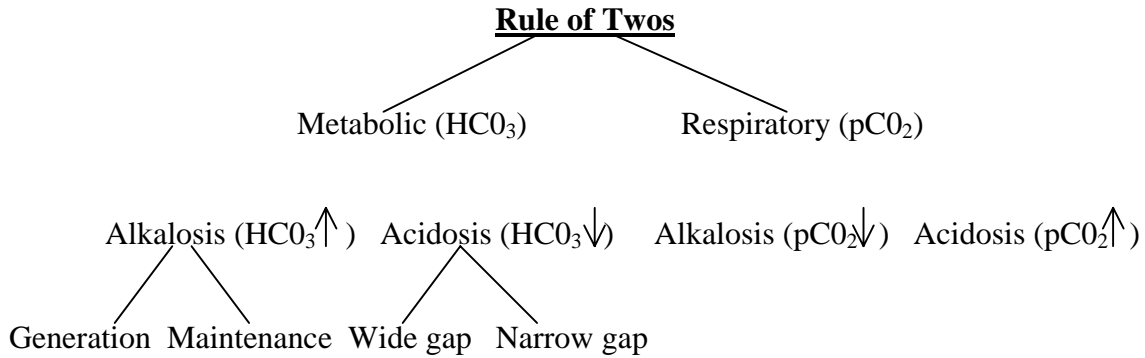 Rule of Twos
Metabolic (HC0₃) Respiratory (pC0₂)
Alkalosis (HC0₃↑ ) Acidosis (HC0₃↓) Alkalosis (pC0₂↓) Acidosis (pC0₂↑ )
Generation Maintenance Wide gap Narrow gap